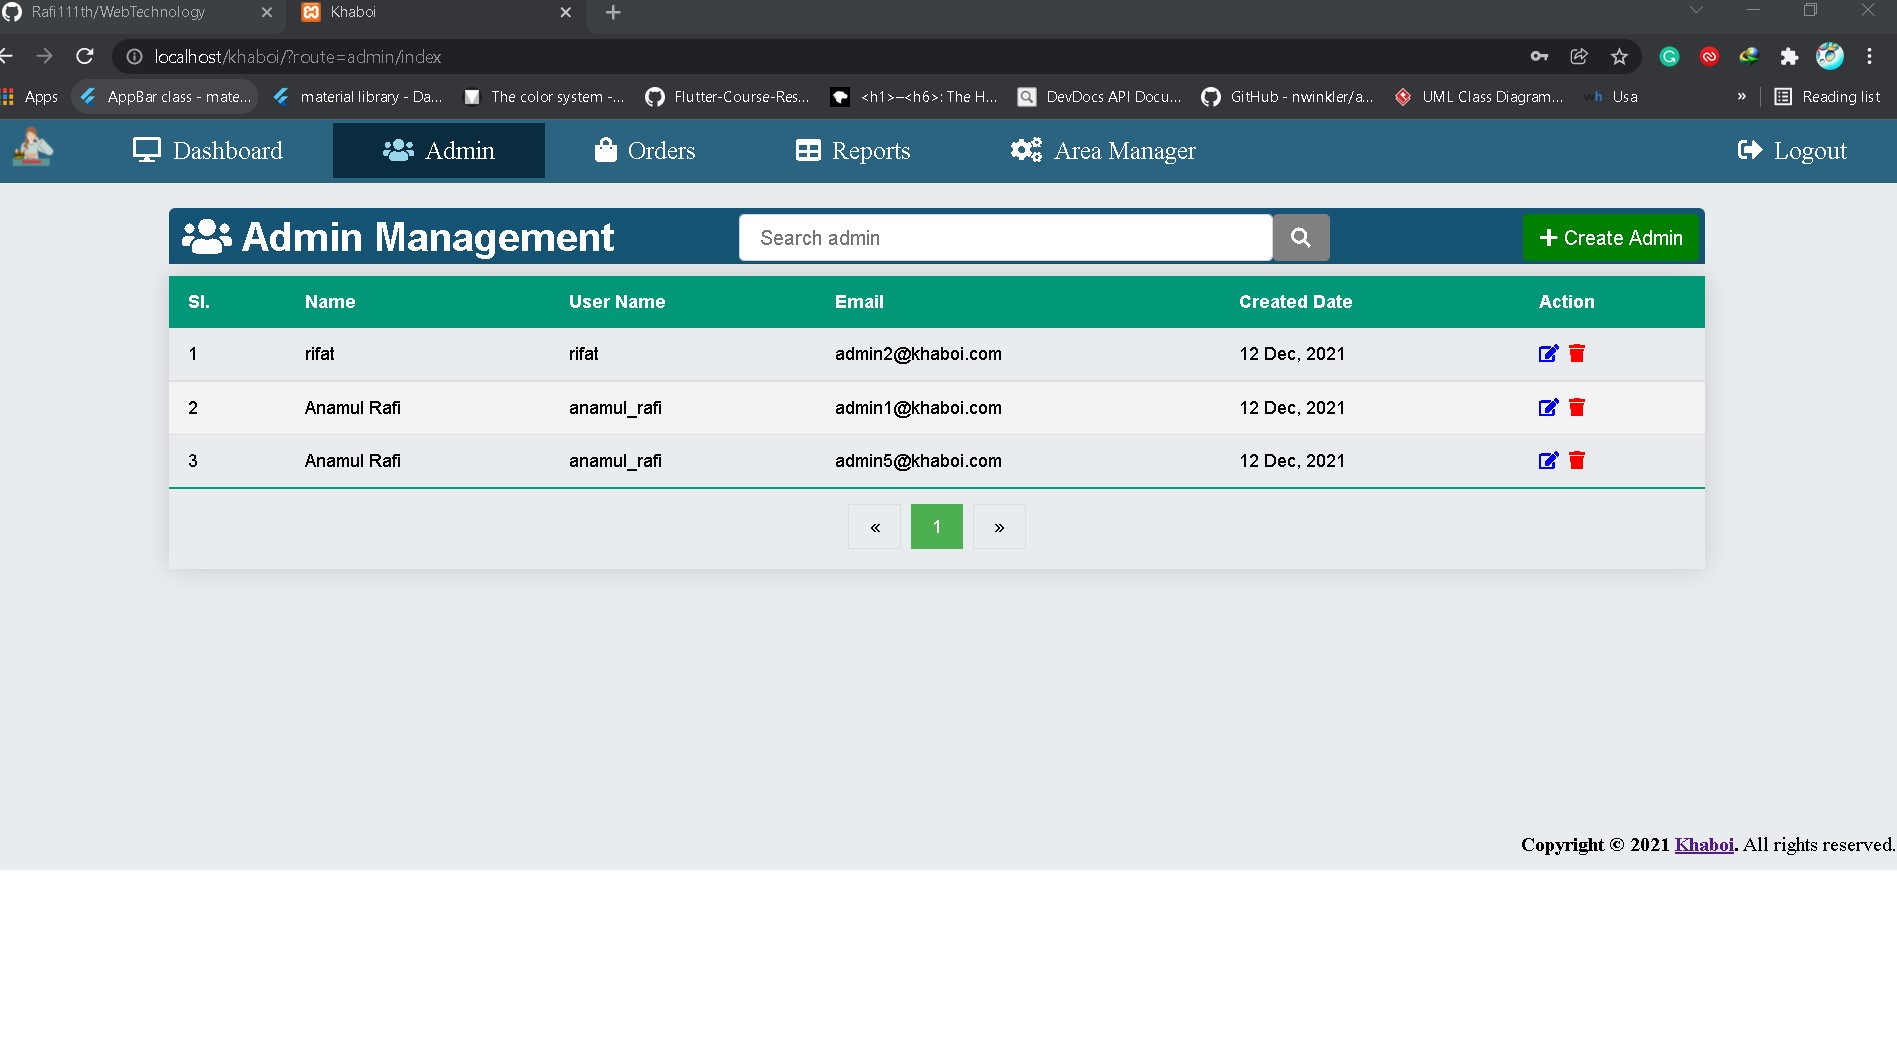 Rafi111th/WebTechnology
Khaboi
localhost/khaboi/?route=admin/index
Apps AppBar class - mate... material library - Da... The color system -... Flutter-Course-Res... <h1>–<h6>: The H... DevDocs API Docu... GitHub - nwinkler/a... UML Class Diagram... wh Usa » Reading list
Dashboard Admin Orders Reports Area Manager Logout
Admin Management Search admin + Create Admin
Sl. Name User Name Email Created Date Action
1 rifat rifat admin2@khaboi.com 12 Dec, 2021
2 Anamul Rafi anamul_rafi admin1@khaboi.com 12 Dec, 2021
3 Anamul Rafi anamul_rafi admin5@khaboi.com 12 Dec, 2021
« 1 »
Copyright © 2021 Khaboi. All rights reserved.